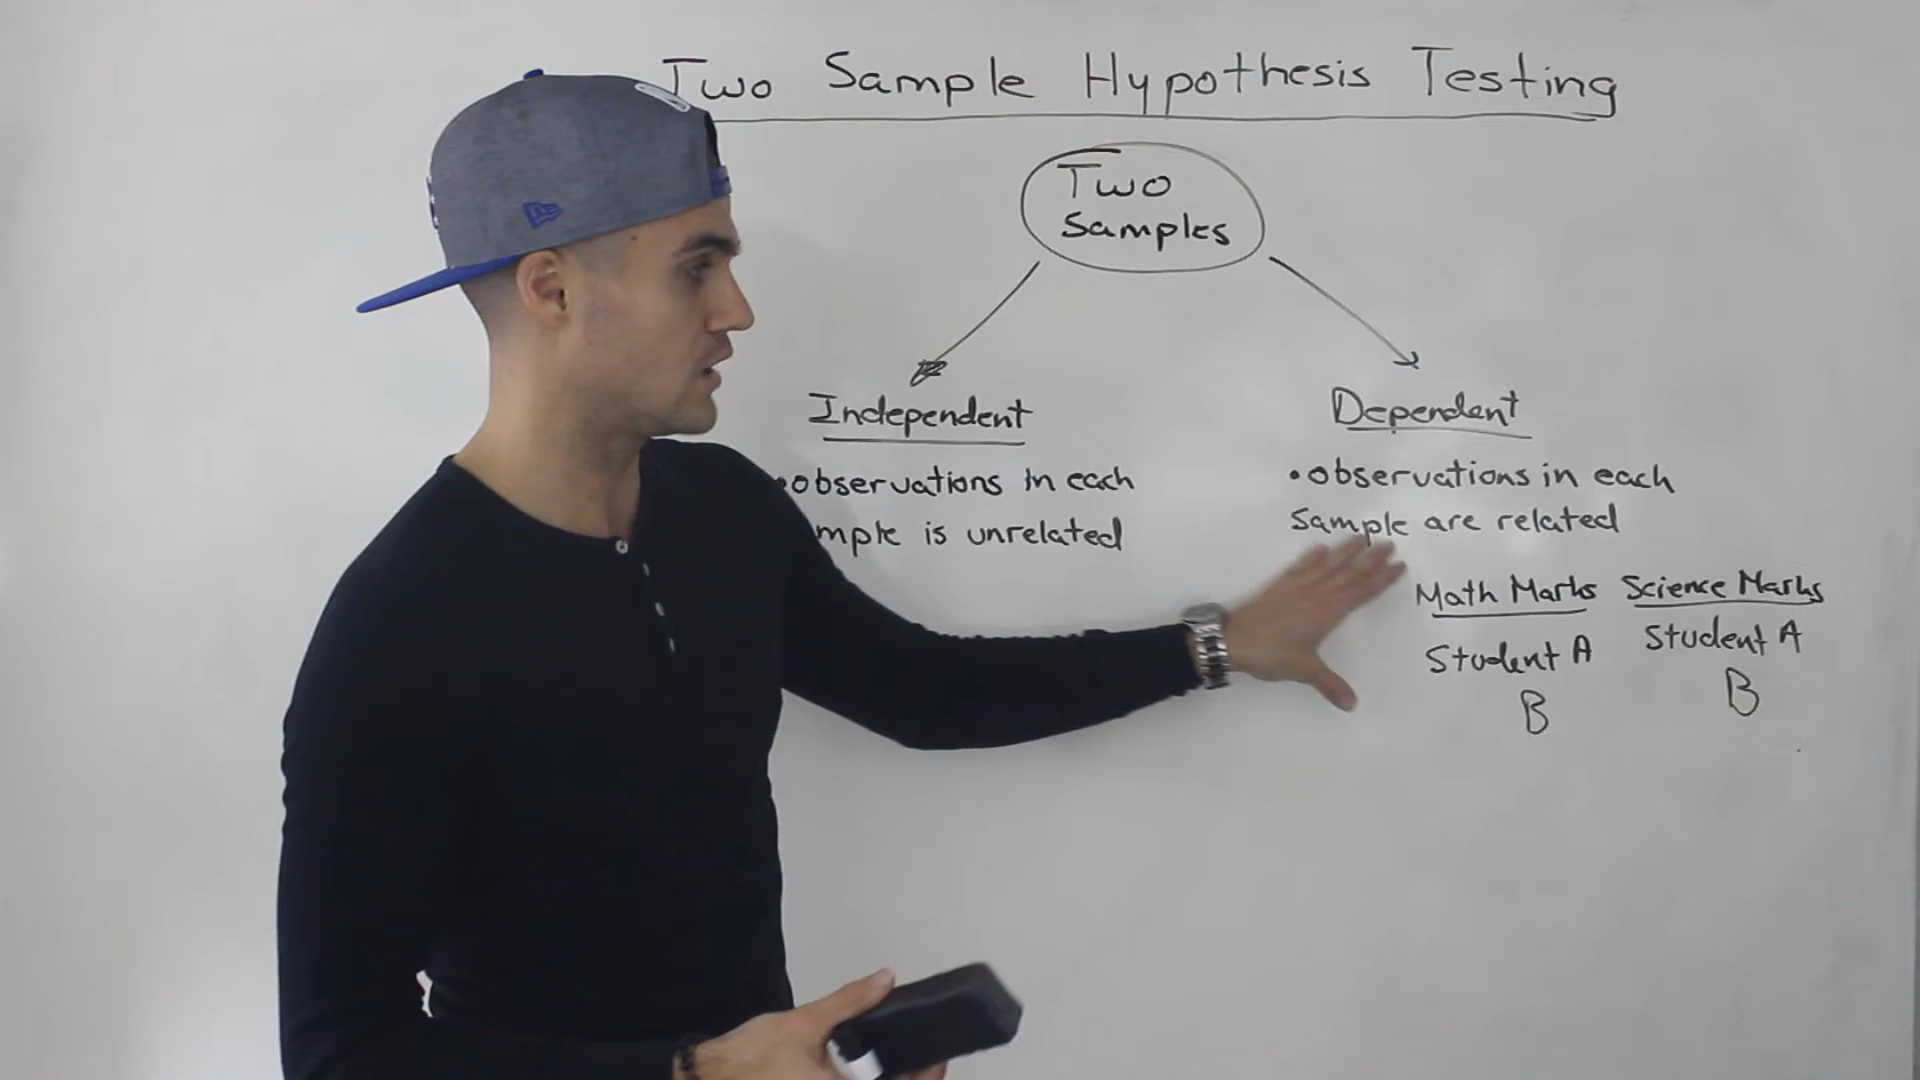 Two Sample Hypothesis Testing
Two
Samples
Independent
•observations in each
mple is unrelated
Dependent
•observations in each
sample are related
Math Marks Science Marks
Student A Student A
B B